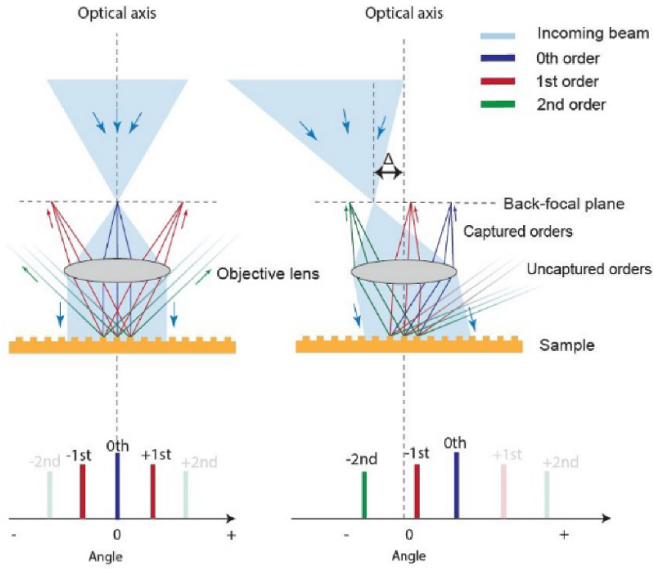 Optical axis
Optical axis
Incoming beam
0th order
1st order
2nd order
Δ
Back-focal plane
Captured orders
Objective lens
Uncaptured orders
Sample
-2nd
-1st
0th
+1st
+2nd
-2nd
-1st
0th
+1st
+2nd
-
0
+
-
0
+
Angle
Angle